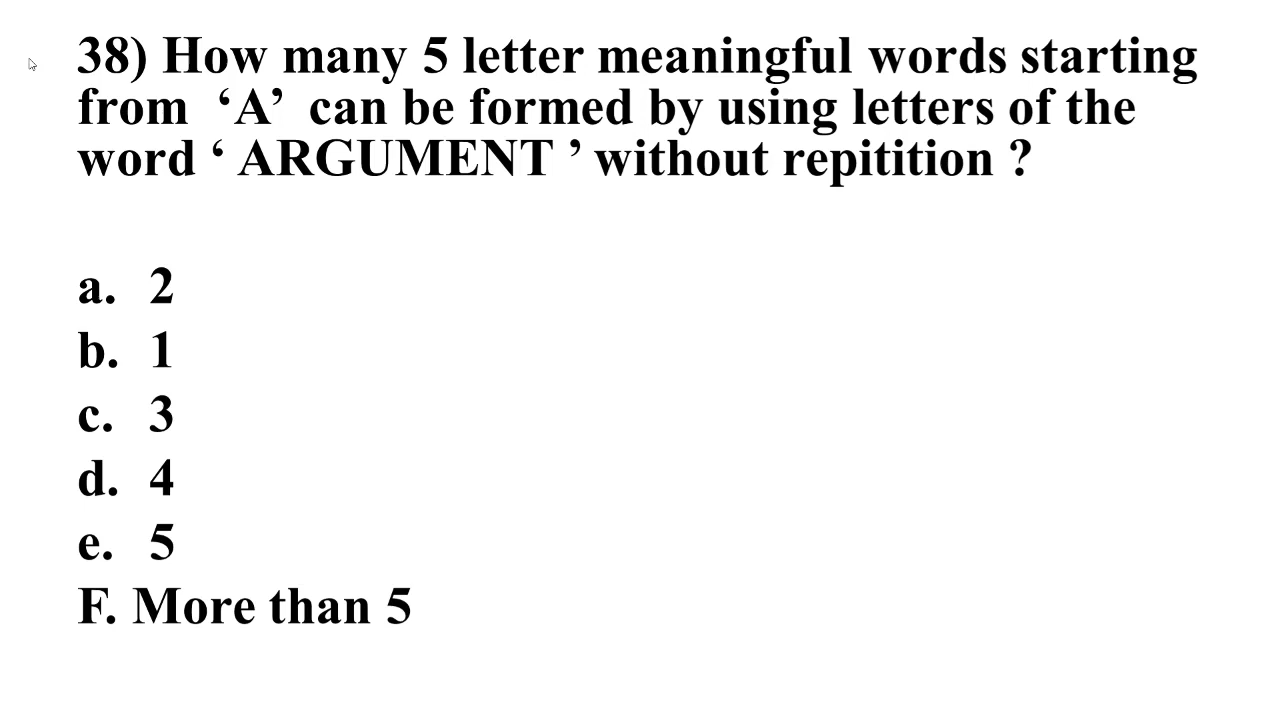 38) How many 5 letter meaningful words starting
from ‘A’ can be formed by using letters of the
word ‘ ARGUMENT ’ without repitition ?
a. 2
b. 1
c. 3
d. 4
e. 5
F. More than 5